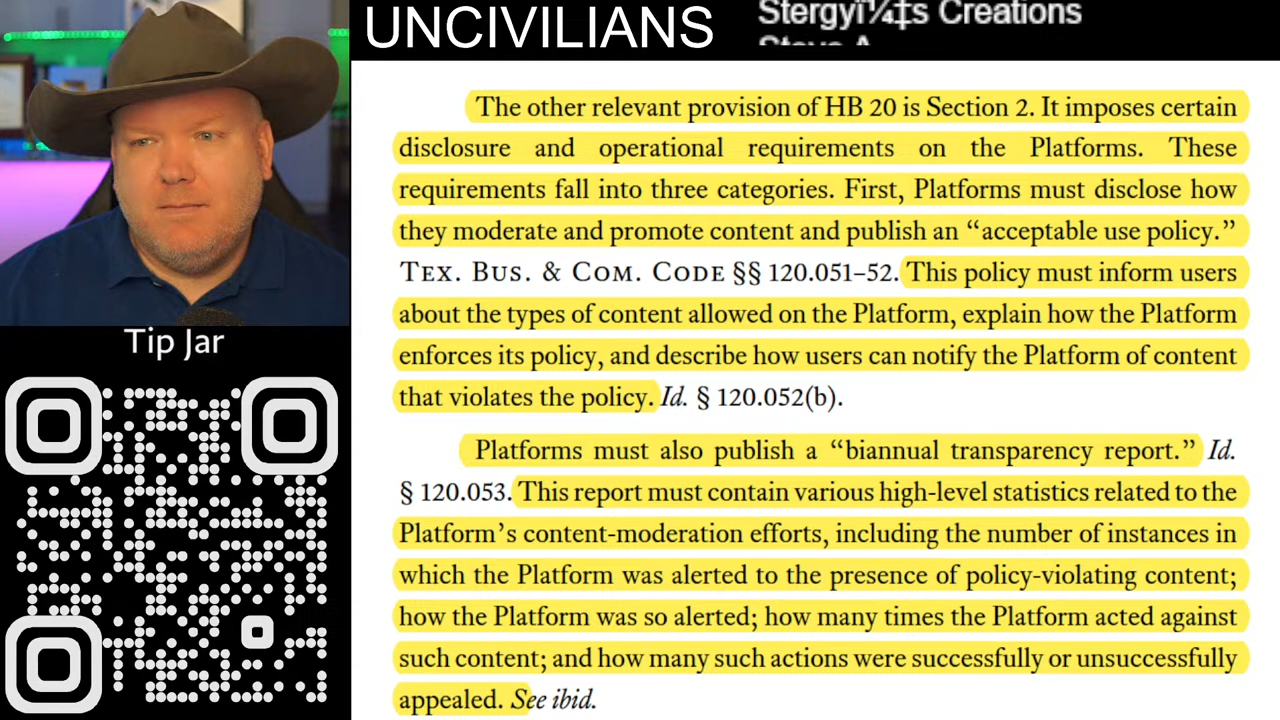 UNCIVILIANS
Stergyï¼‡s Creations
Steve A
Tip Jar
The other relevant provision of HB 20 is Section 2. It imposes certain
disclosure and operational requirements on the Platforms. These
requirements fall into three categories. First, Platforms must disclose how
they moderate and promote content and publish an “acceptable use policy.”
TEX. BUS. & COM. CODE §§ 120.051–52. This policy must inform users
about the types of content allowed on the Platform, explain how the Platform
enforces its policy, and describe how users can notify the Platform of content
that violates the policy. Id. § 120.052(b).
Platforms must also publish a “biannual transparency report.” Id.
§ 120.053. This report must contain various high-level statistics related to the
Platform’s content-moderation efforts, including the number of instances in
which the Platform was alerted to the presence of policy-violating content;
how the Platform was so alerted; how many times the Platform acted against
such content; and how many such actions were successfully or unsuccessfully
appealed. See ibid.